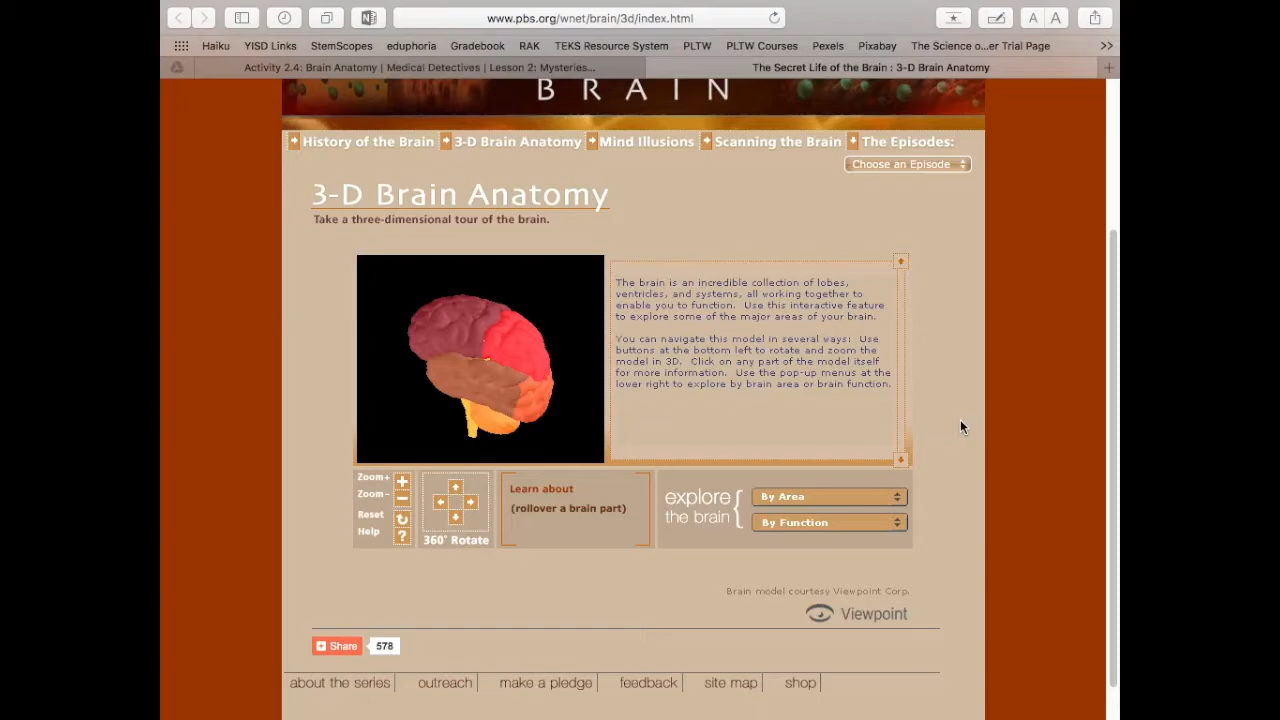 www.pbs.org/wnet/brain/3d/index.html
A A
Haiku YISD Links StemScopes eduphoria Gradebook RAK TEKS Resource System PLTW PLTW Courses Pexels Pixabay The Science o...er Trial Page >>
Activity 2.4: Brain Anatomy | Medical Detectives | Lesson 2: Mysteries... The Secret Life of the Brain : 3-D Brain Anatomy +
BRAIN
History of the Brain 3-D Brain Anatomy Mind Illusions Scanning the Brain The Episodes:
Choose an Episode
3-D Brain Anatomy
Take a three-dimensional tour of the brain.
The brain is an incredible collection of lobes,
ventricles, and systems, all working together to
enable you to function. Use this interactive feature
to explore some of the major areas of your brain.
You can navigate this model in several ways: Use
buttons at the bottom left to rotate and zoom the
model in 3D. Click on any part of the model itself
for more information. Use the pop-up menus at the
lower right to explore by brain area or brain function.
Zoom+
Zoom-
Reset
Help ?
360° Rotate
Learn about
(rollover a brain part)
explore
the brain
By Area
By Function
Brain model courtesy Viewpoint Corp.
Viewpoint
Share 578
about the series outreach make a pledge feedback site map shop